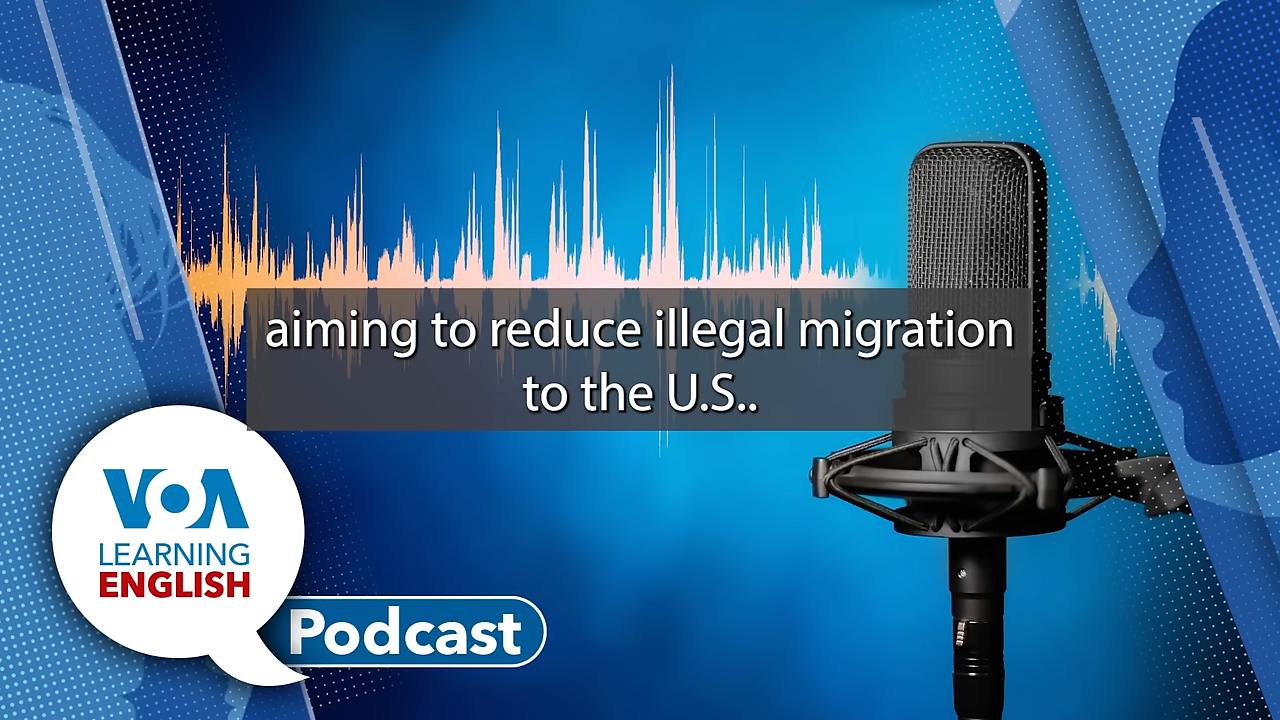 aiming to reduce illegal migration
to the U.S..
VOA
LEARNING
ENGLISH
Podcast